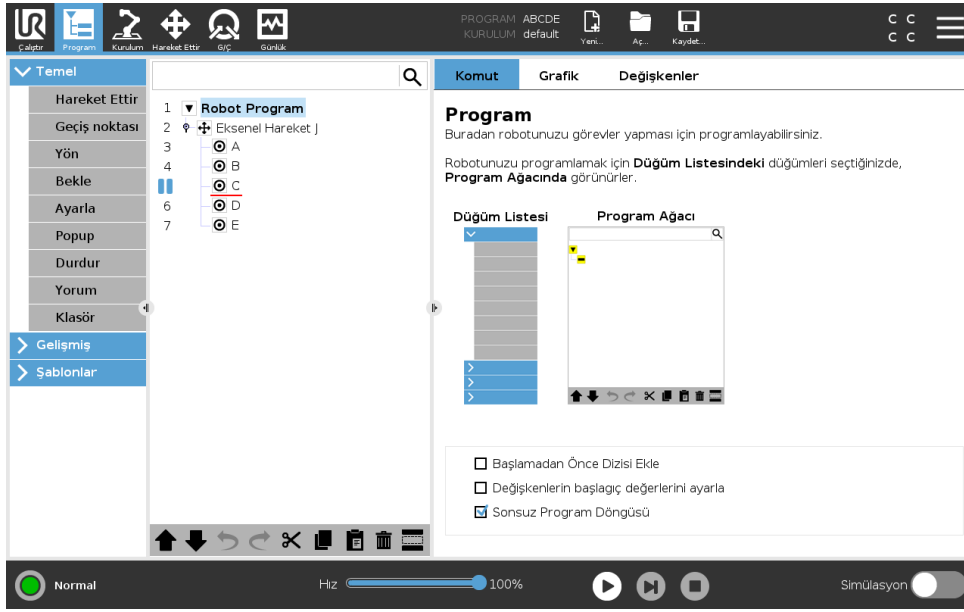 UR
PROGRAM ABCDE
KURULUM default
C C
C C
Çalıştır
Program
Kurulum
Hareket Ettir
G/Ç
Günlük
Yeni...
Aç...
Kaydet...
Temel
Hareket Ettir
Geçiş noktası
Yön
Bekle
Ayarla
Popup
Durdur
Yorum
Klasör
Gelişmiş
Şablonlar
1 Robot Program
2 Eksenel Hareket J
3 A
4 B
C
6 D
7 E
Komut Grafik Değişkenler
Program
Buradan robotunuzu görevler yapması için programlayabilirsiniz.
Robotunuzu programlamak için Düğüm Listesindeki düğümleri seçtiğinizde,
Program Ağacında görünürler.
Düğüm Listesi Program Ağacı
Başlamadan Önce Dizisi Ekle
Değişkenlerin başlagıç değerlerini ayarla
Sonsuz Program Döngüsü
Normal
Hız 100%
Simülasyon